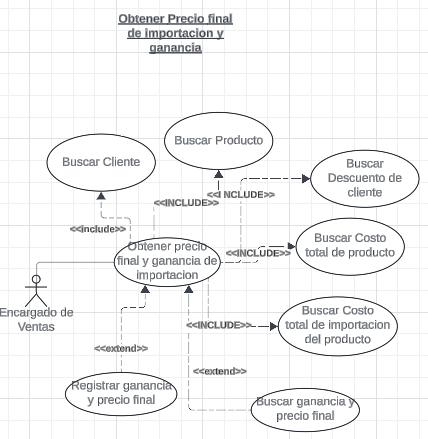 Obtener Precio final
de importacion y
ganancia
Buscar Producto
Buscar Cliente
Buscar
Descuento de
cliente
<<I NCLUDE>>
<<INCLUDE>>
<<include>>
Buscar Costo
total de producto
Obtener precio
final y ganancia de
importacion
<<INCLUDE>>
Encargado de
Ventas
Buscar Costo
total de importacion
del producto
<<INCLUDE>>
<<extend>>
<<extend>>
Registrar ganancia
y precio final
Buscar ganancia y
precio final